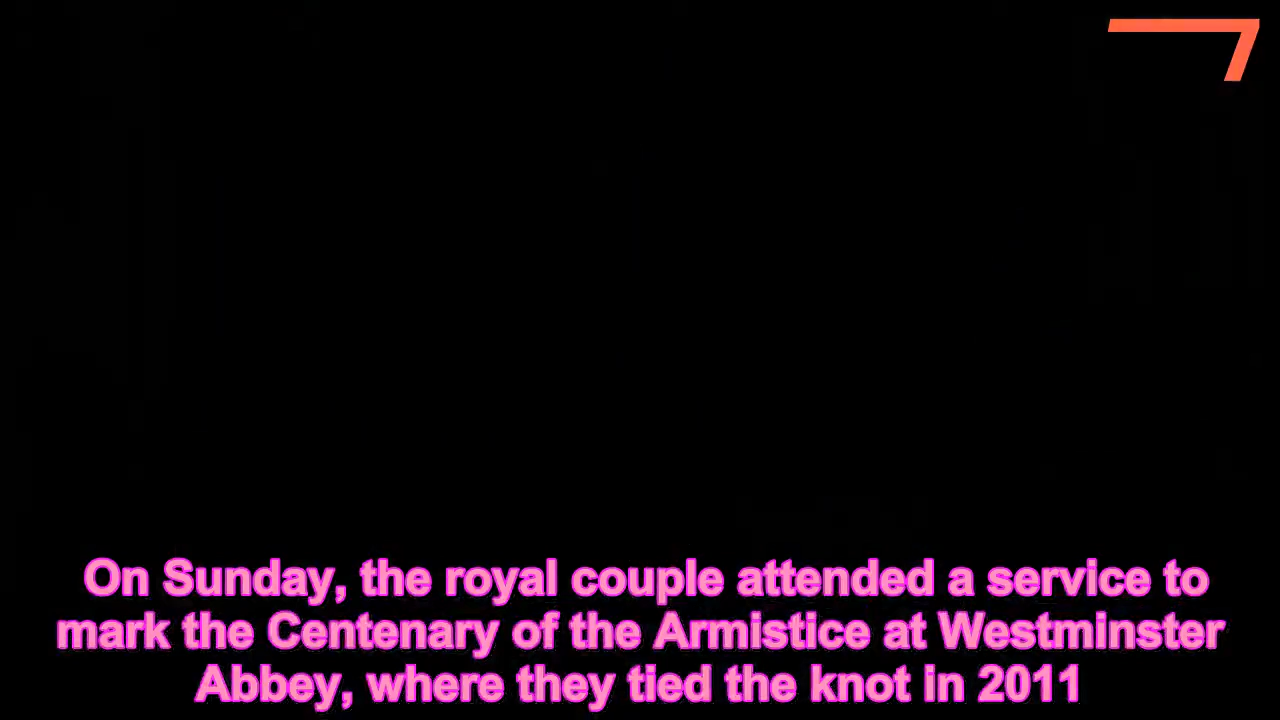 On Sunday, the royal couple attended a service to
mark the Centenary of the Armistice at Westminster
Abbey, where they tied the knot in 2011